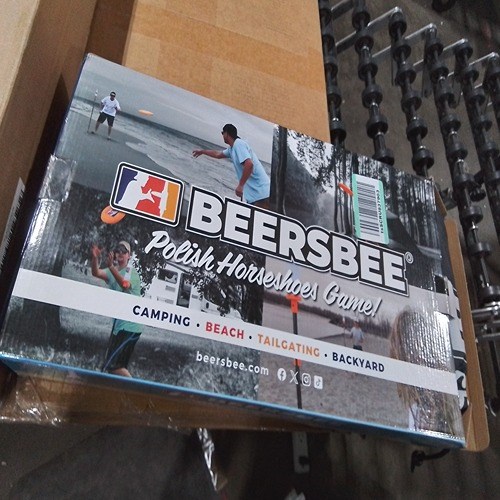 BEERSBEE®
Polish Horseshoes Game!
CAMPING • BEACH • TAILGATING • BACKYARD
beersbee.com